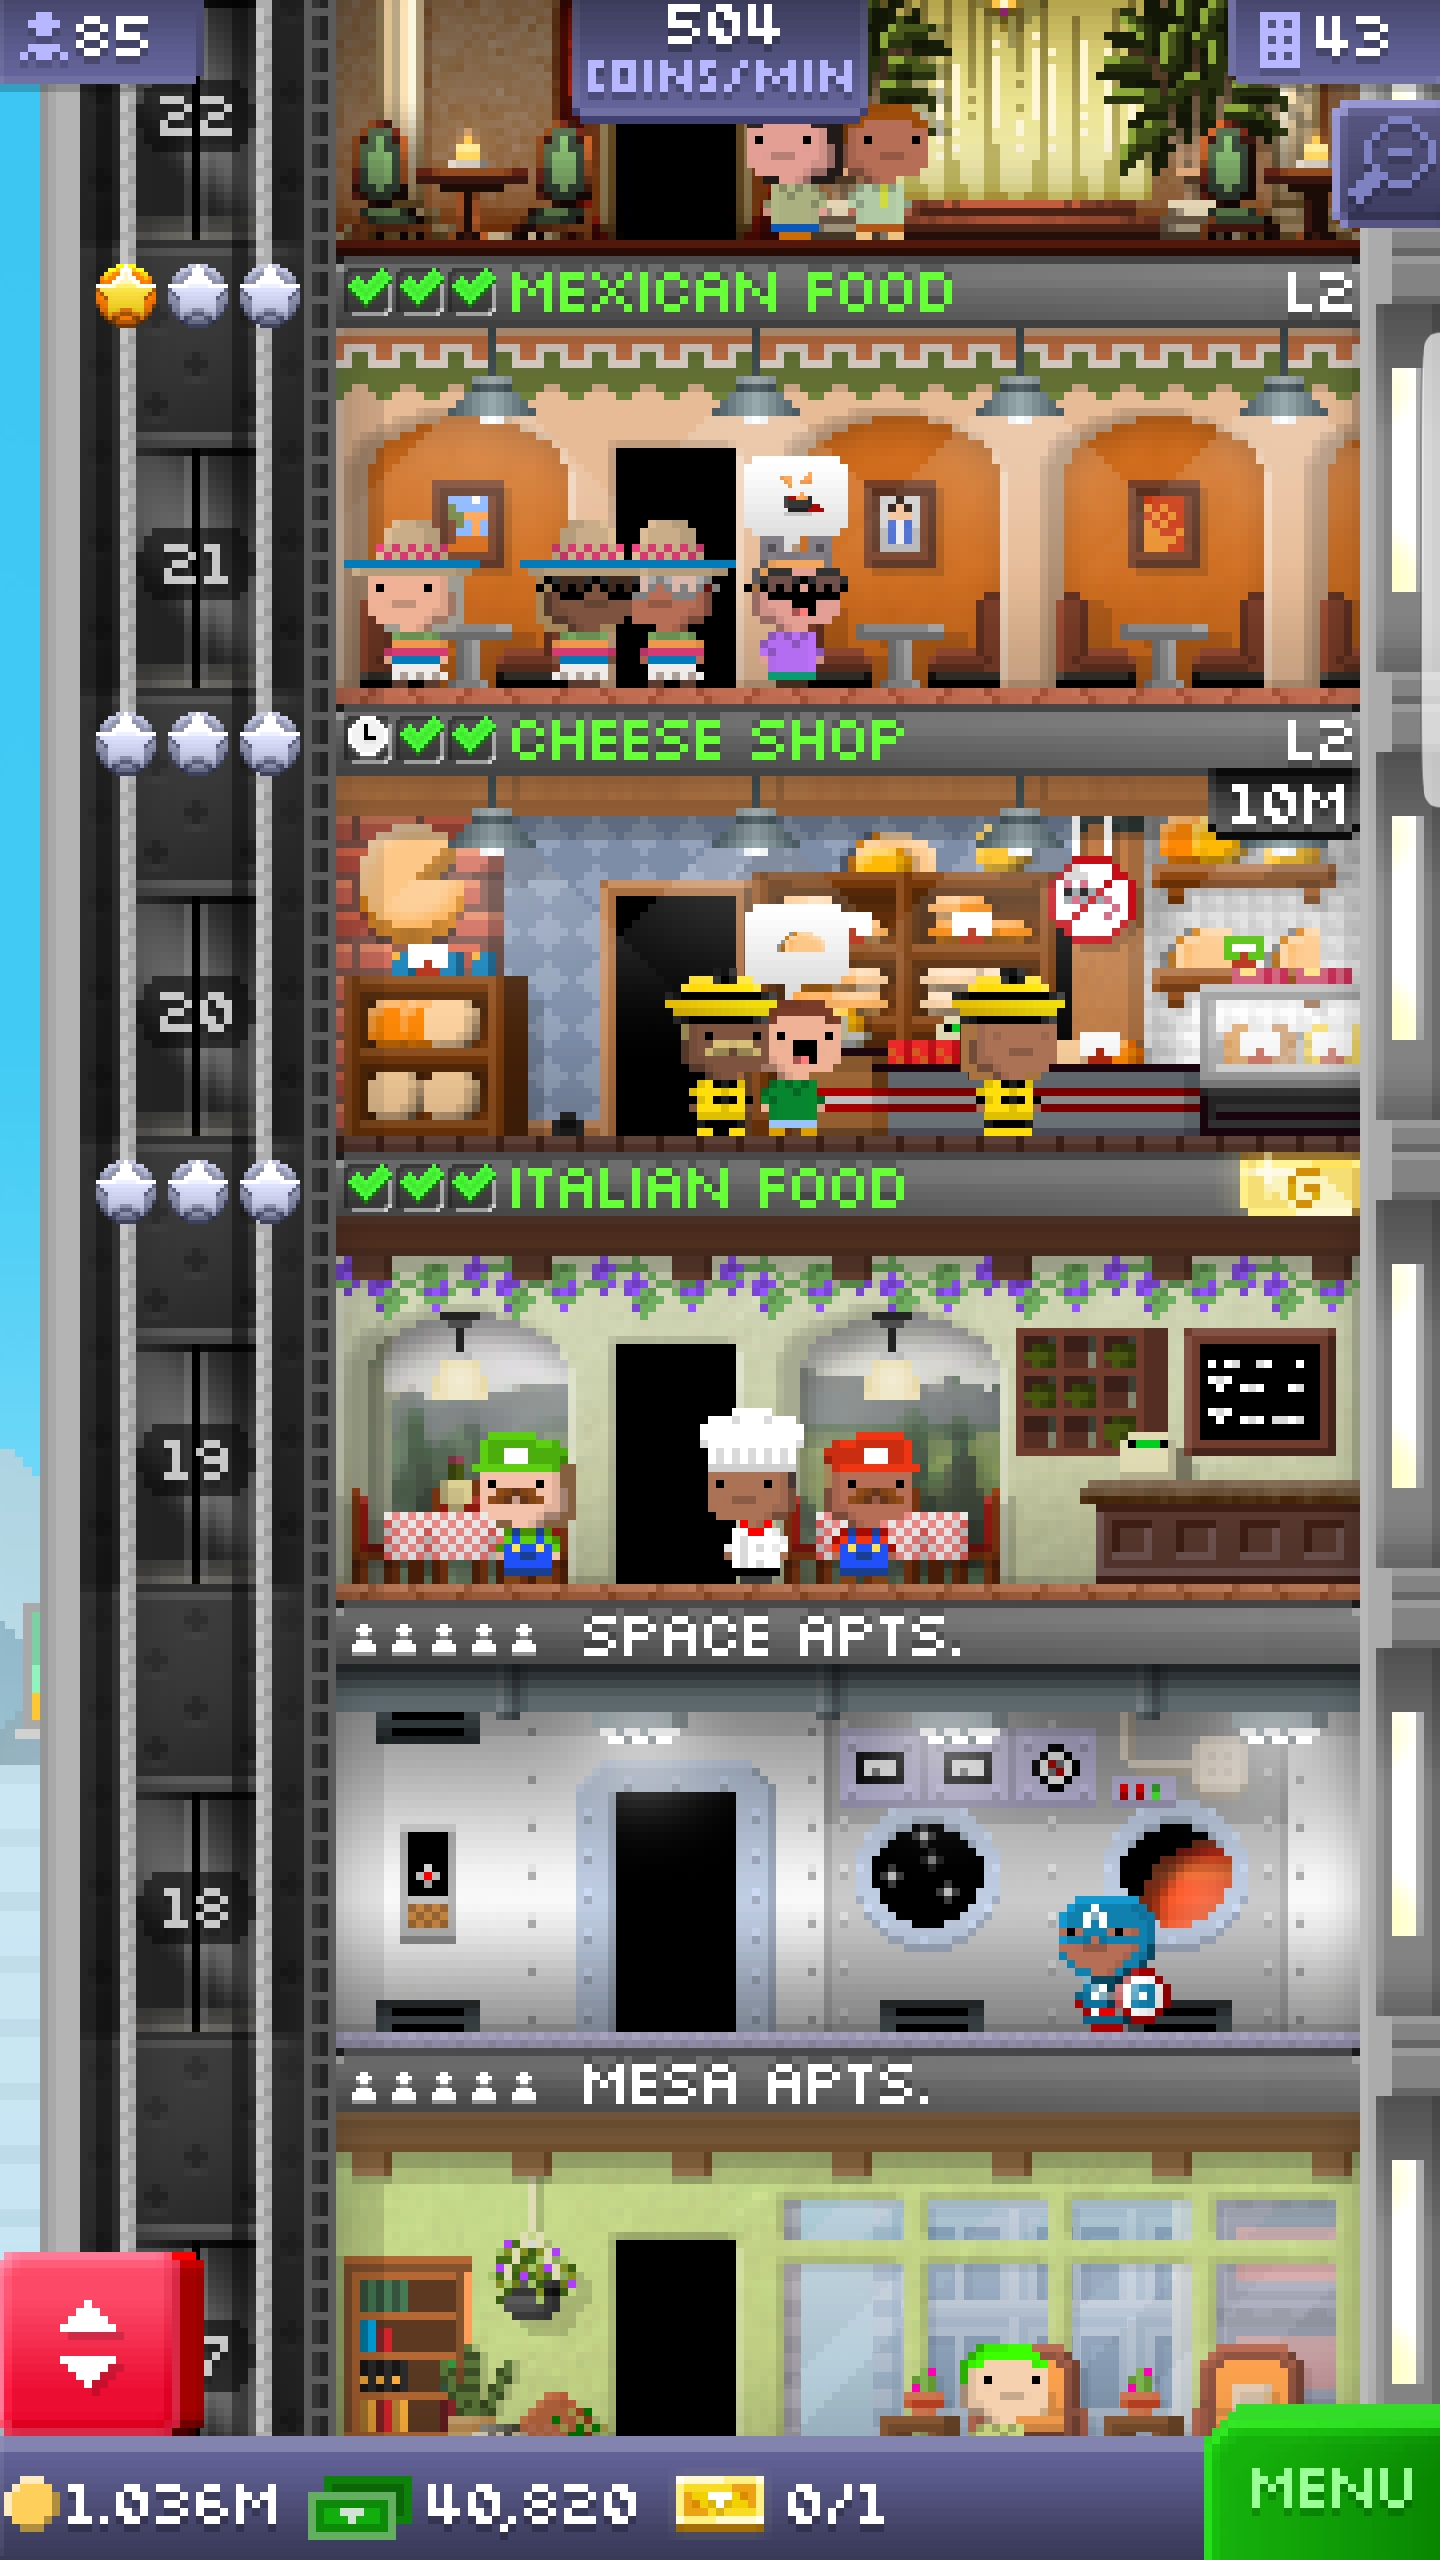 85
504
COINS/MIN
43
22
MEXICAN FOOD L2
21
CHEESE SHOP L2
10M
20
ITALIAN FOOD G
19
SPACE APTS.
A
18
MESA APTS.
7
1.036M 40,820 0/1
MENU